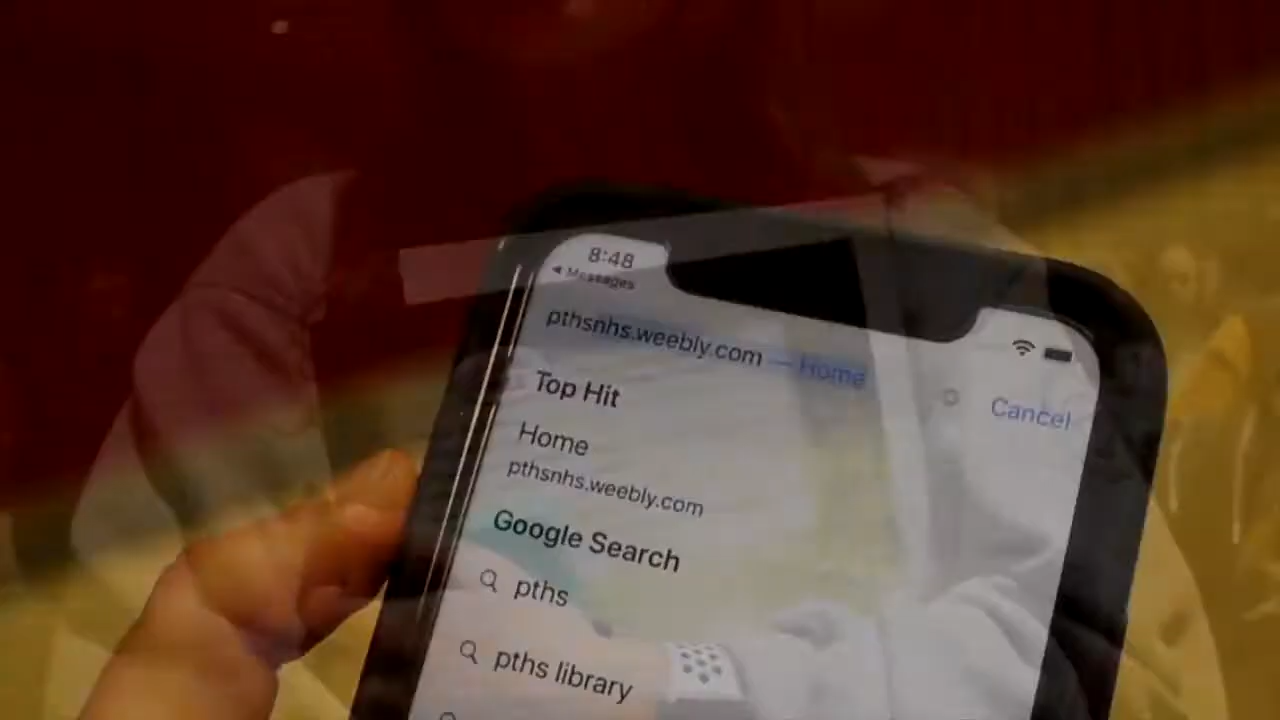 8:48
◀ Messages
pthsnhs.weebly.com — Home
Cancel
Top Hit
Home
pthsnhs.weebly.com
Google Search
pths
pths library